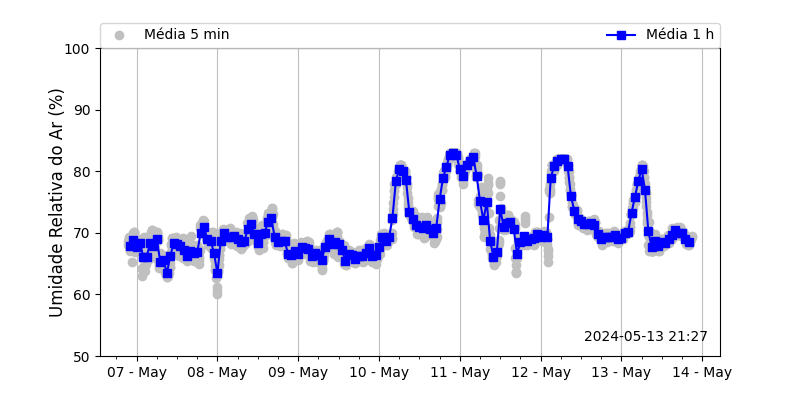 Média 5 min
Média 1 h
Umidade Relativa do Ar (%)
100
90
80
70
60
50
2024-05-13 21:27
07 - May
08 - May
09 - May
10 - May
11 - May
12 - May
13 - May
14 - May